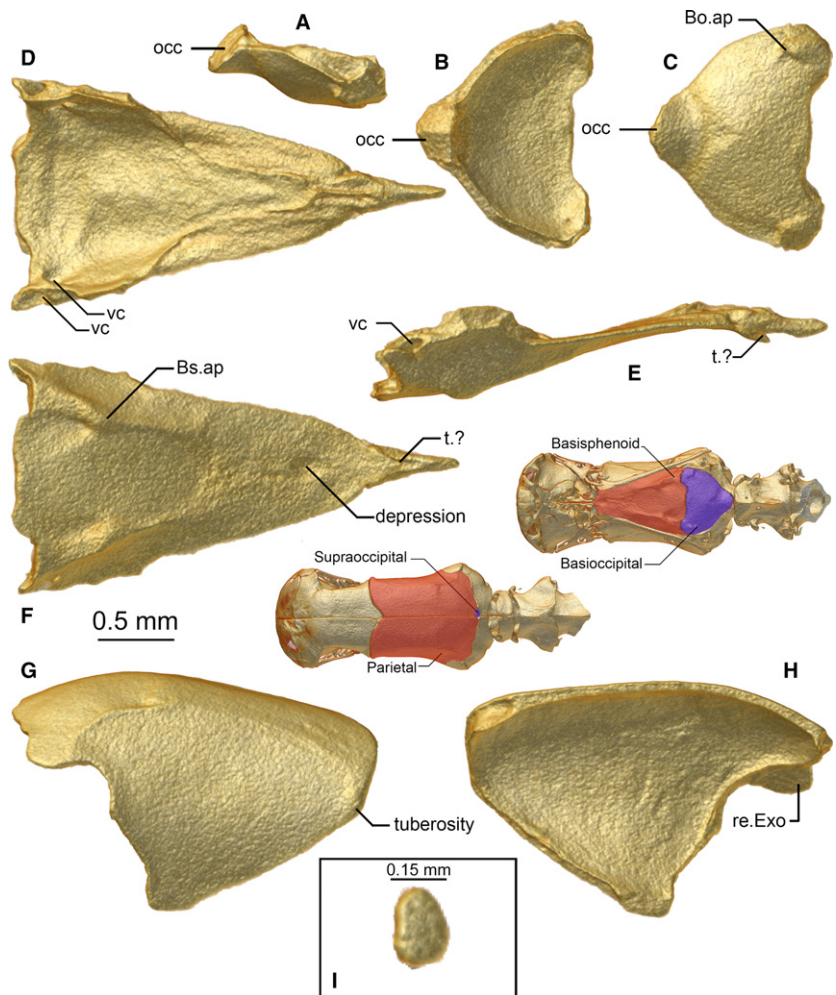 A
occ
D
B
occ
Bo.ap
C
occ
vc
vc
vc
t.?
E
Bs.ap
t.?
depression
F
0.5 mm
Basisphenoid
Basioccipital
Supraoccipital
Parietal
G
tuberosity
H
re.Exo
0.15 mm
I